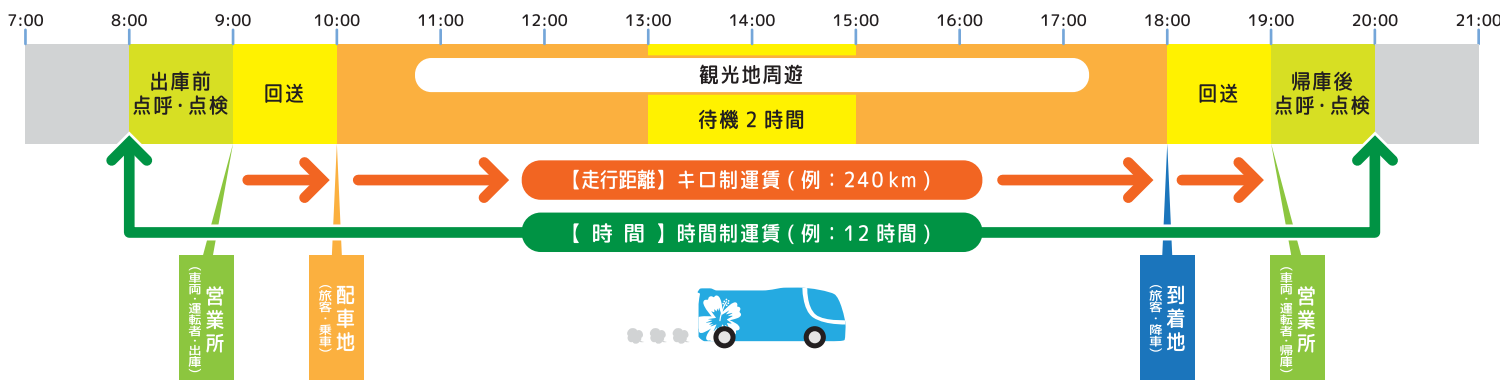 7:00 8:00 9:00 10:00 11:00 12:00 13:00 14:00 15:00 16:00 17:00 18:00 19:00 20:00 21:00
出庫前
点呼・点検
回送
観光地周遊
待機2時間
回送
帰庫後
点呼・点検
【走行距離】キロ制運賃(例：240km)
【時間】時間制運賃(例：12時間)
営業所
(車両・運転者・出庫)
配車地
(旅客・乗車)
到着地
(旅客・降車)
営業所
(車両・運転者・帰庫)